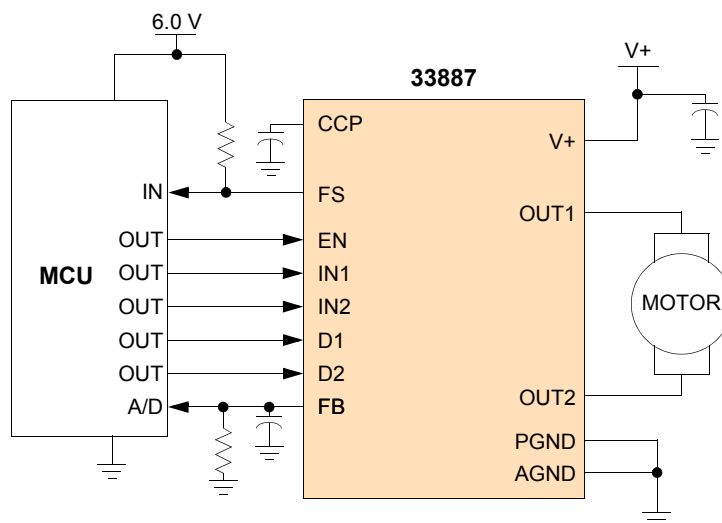 6.0 V
V+
33887
CCP
V+
IN
FS
OUT1
OUT
EN
MCU
OUT
IN1
OUT
IN2
MOTOR
OUT
D1
OUT
D2
A/D
FB
OUT2
PGND
AGND